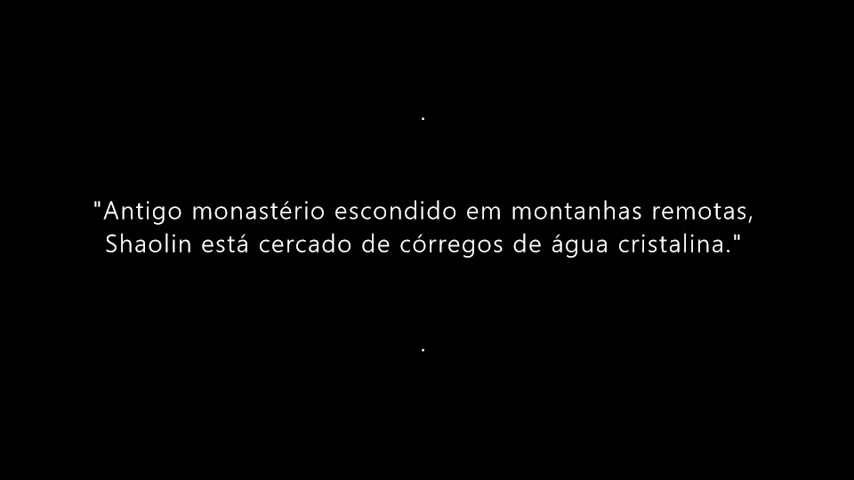 .
"Antigo monastério escondido em montanhas remotas,
Shaolin está cercado de córregos de água cristalina."
.